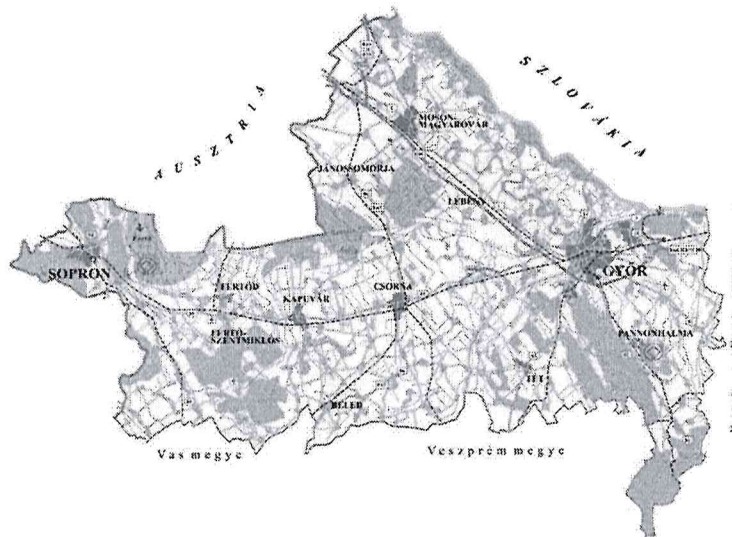 AUSZTRIA
SZLOVÁKIA
MOSON-
MAGYARÓVÁR
JÁNOSSOMORJA
LÉBÉNY
SOPRON
GYŐR
FERTŐD
KAPUVÁR
CSORNA
FERTŐ-
SZENTMIKLÓS
PANNONHALMA
TÉT
BELED
Vas megye
Veszprém megye